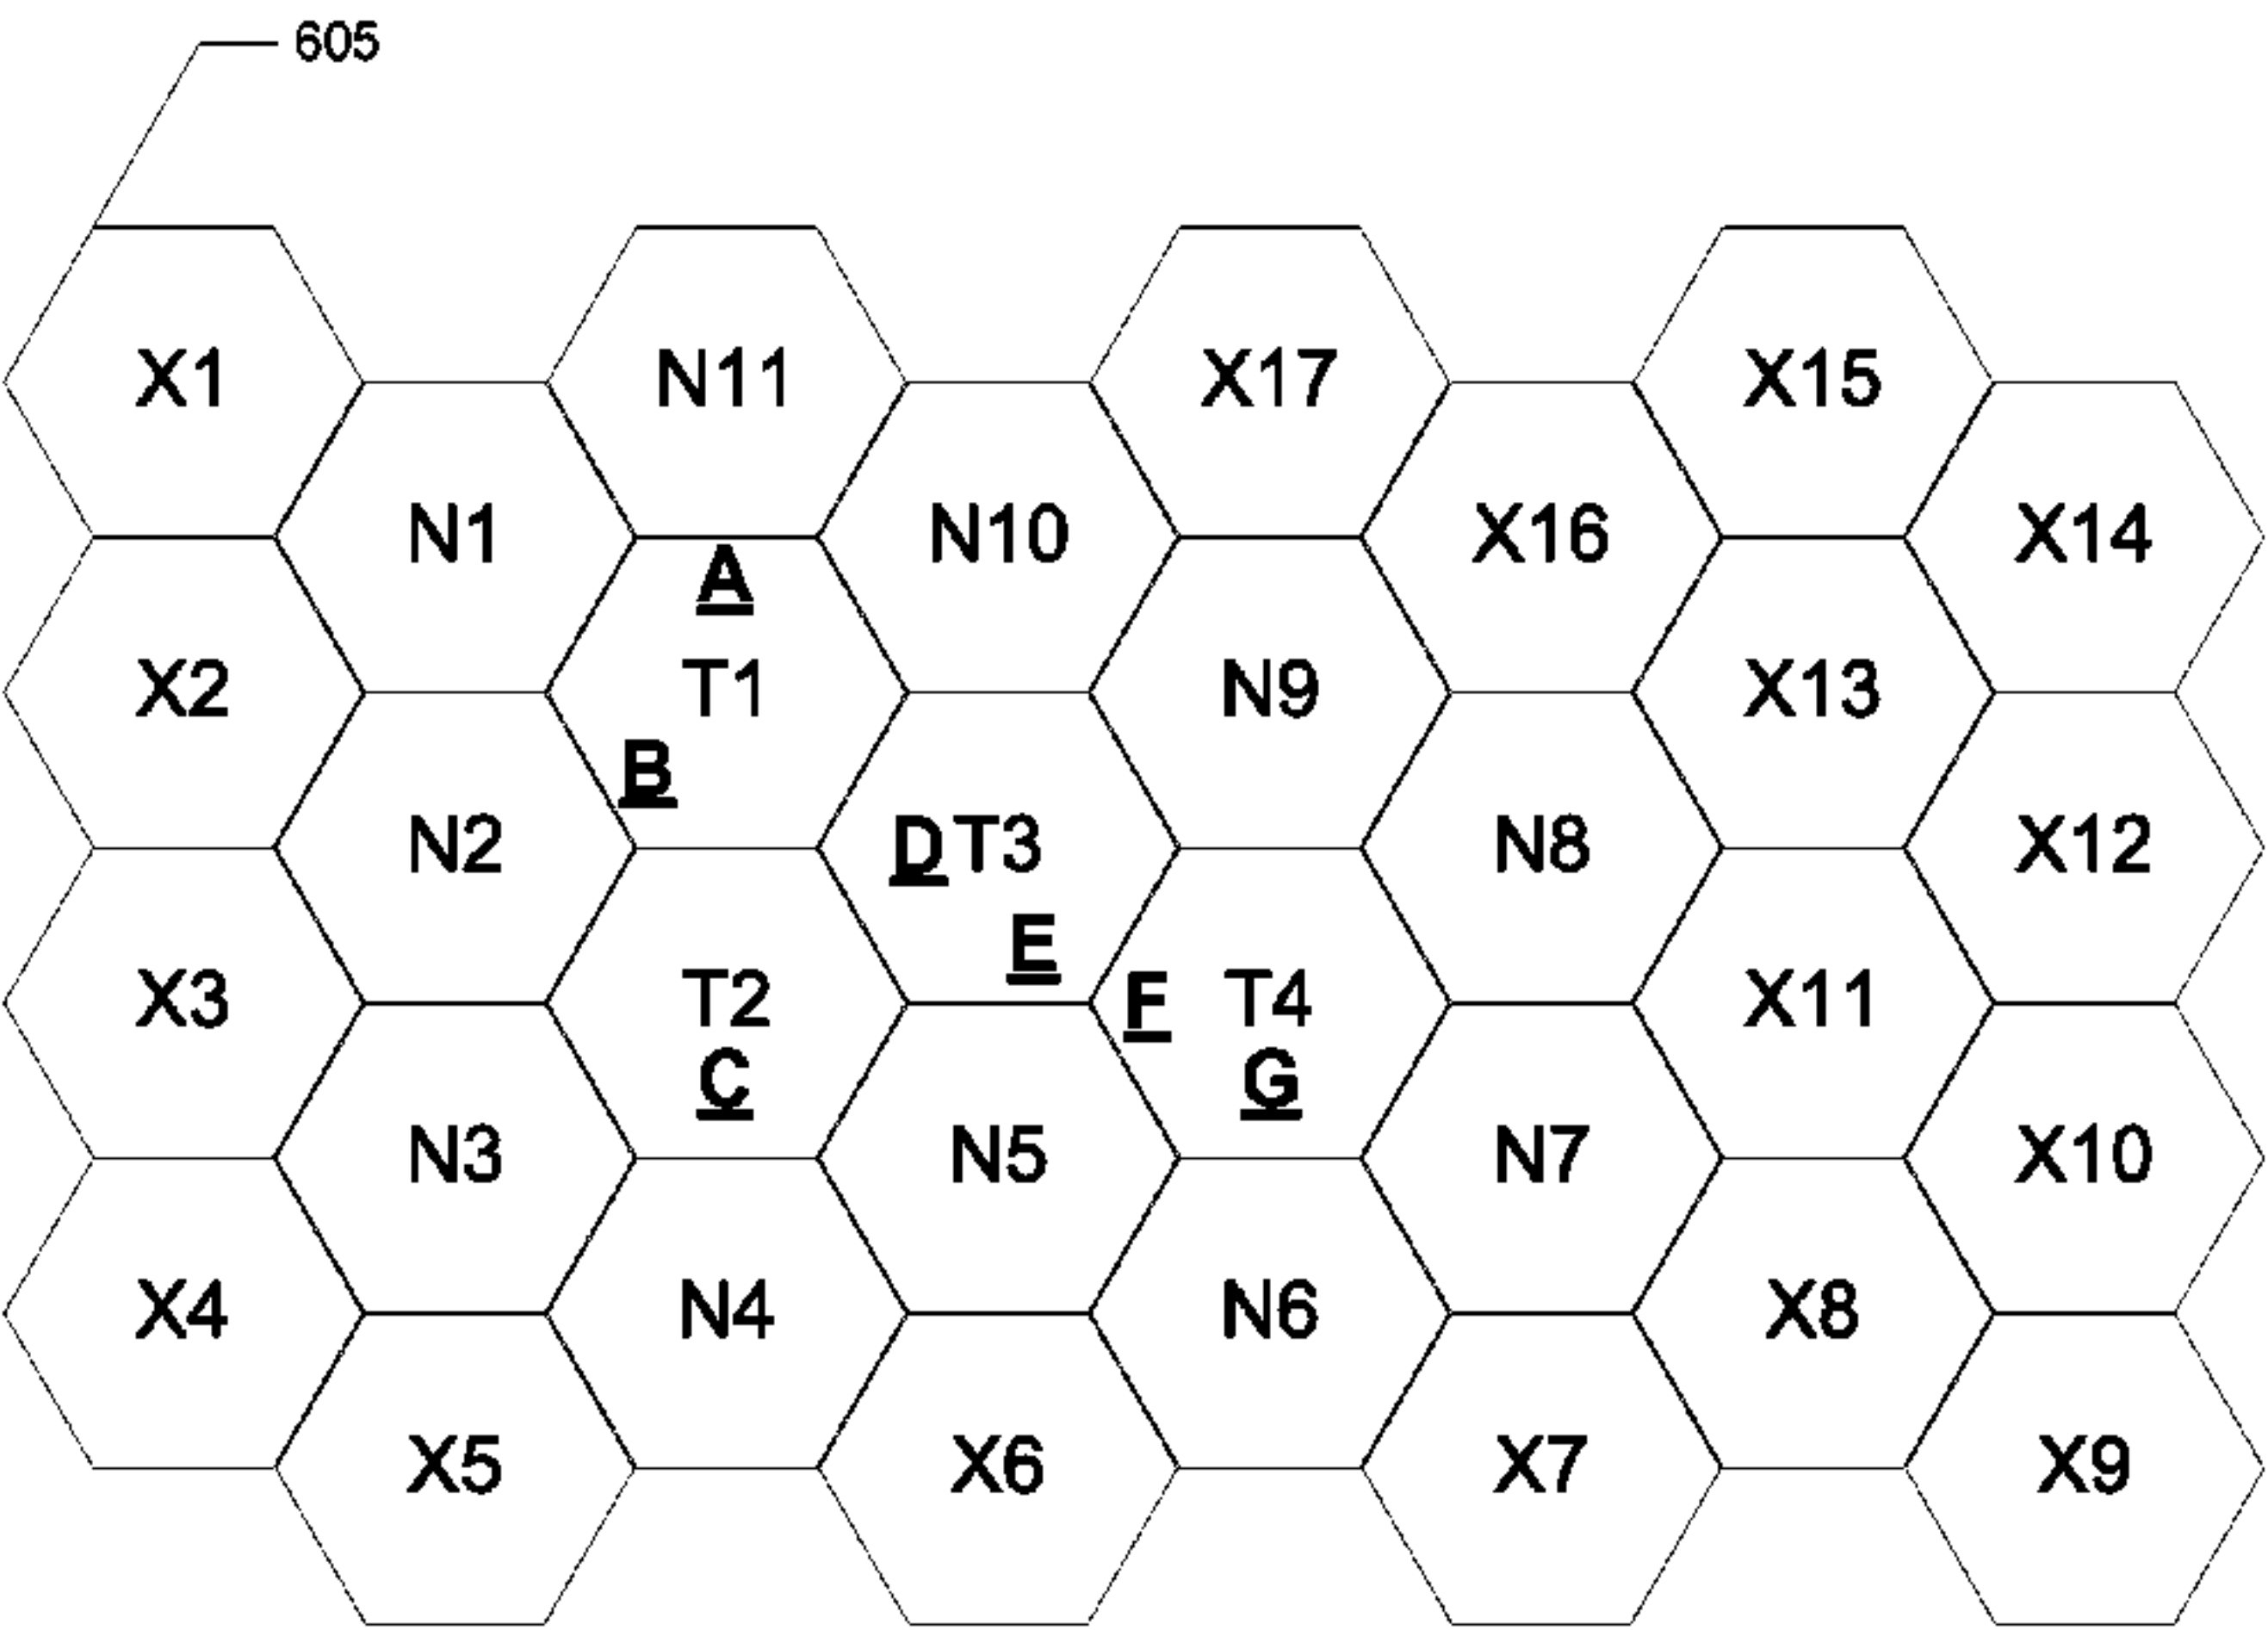 605
X1 N11 X17 X15
N1 N10 X16 X14
A
X2 T1 N9 X13
B
N2 D T3 N8 X12
E
X3 T2 F T4 X11
C G
N3 N5 N7 X10
X4 N4 N6 X8
X5 X6 X7 X9